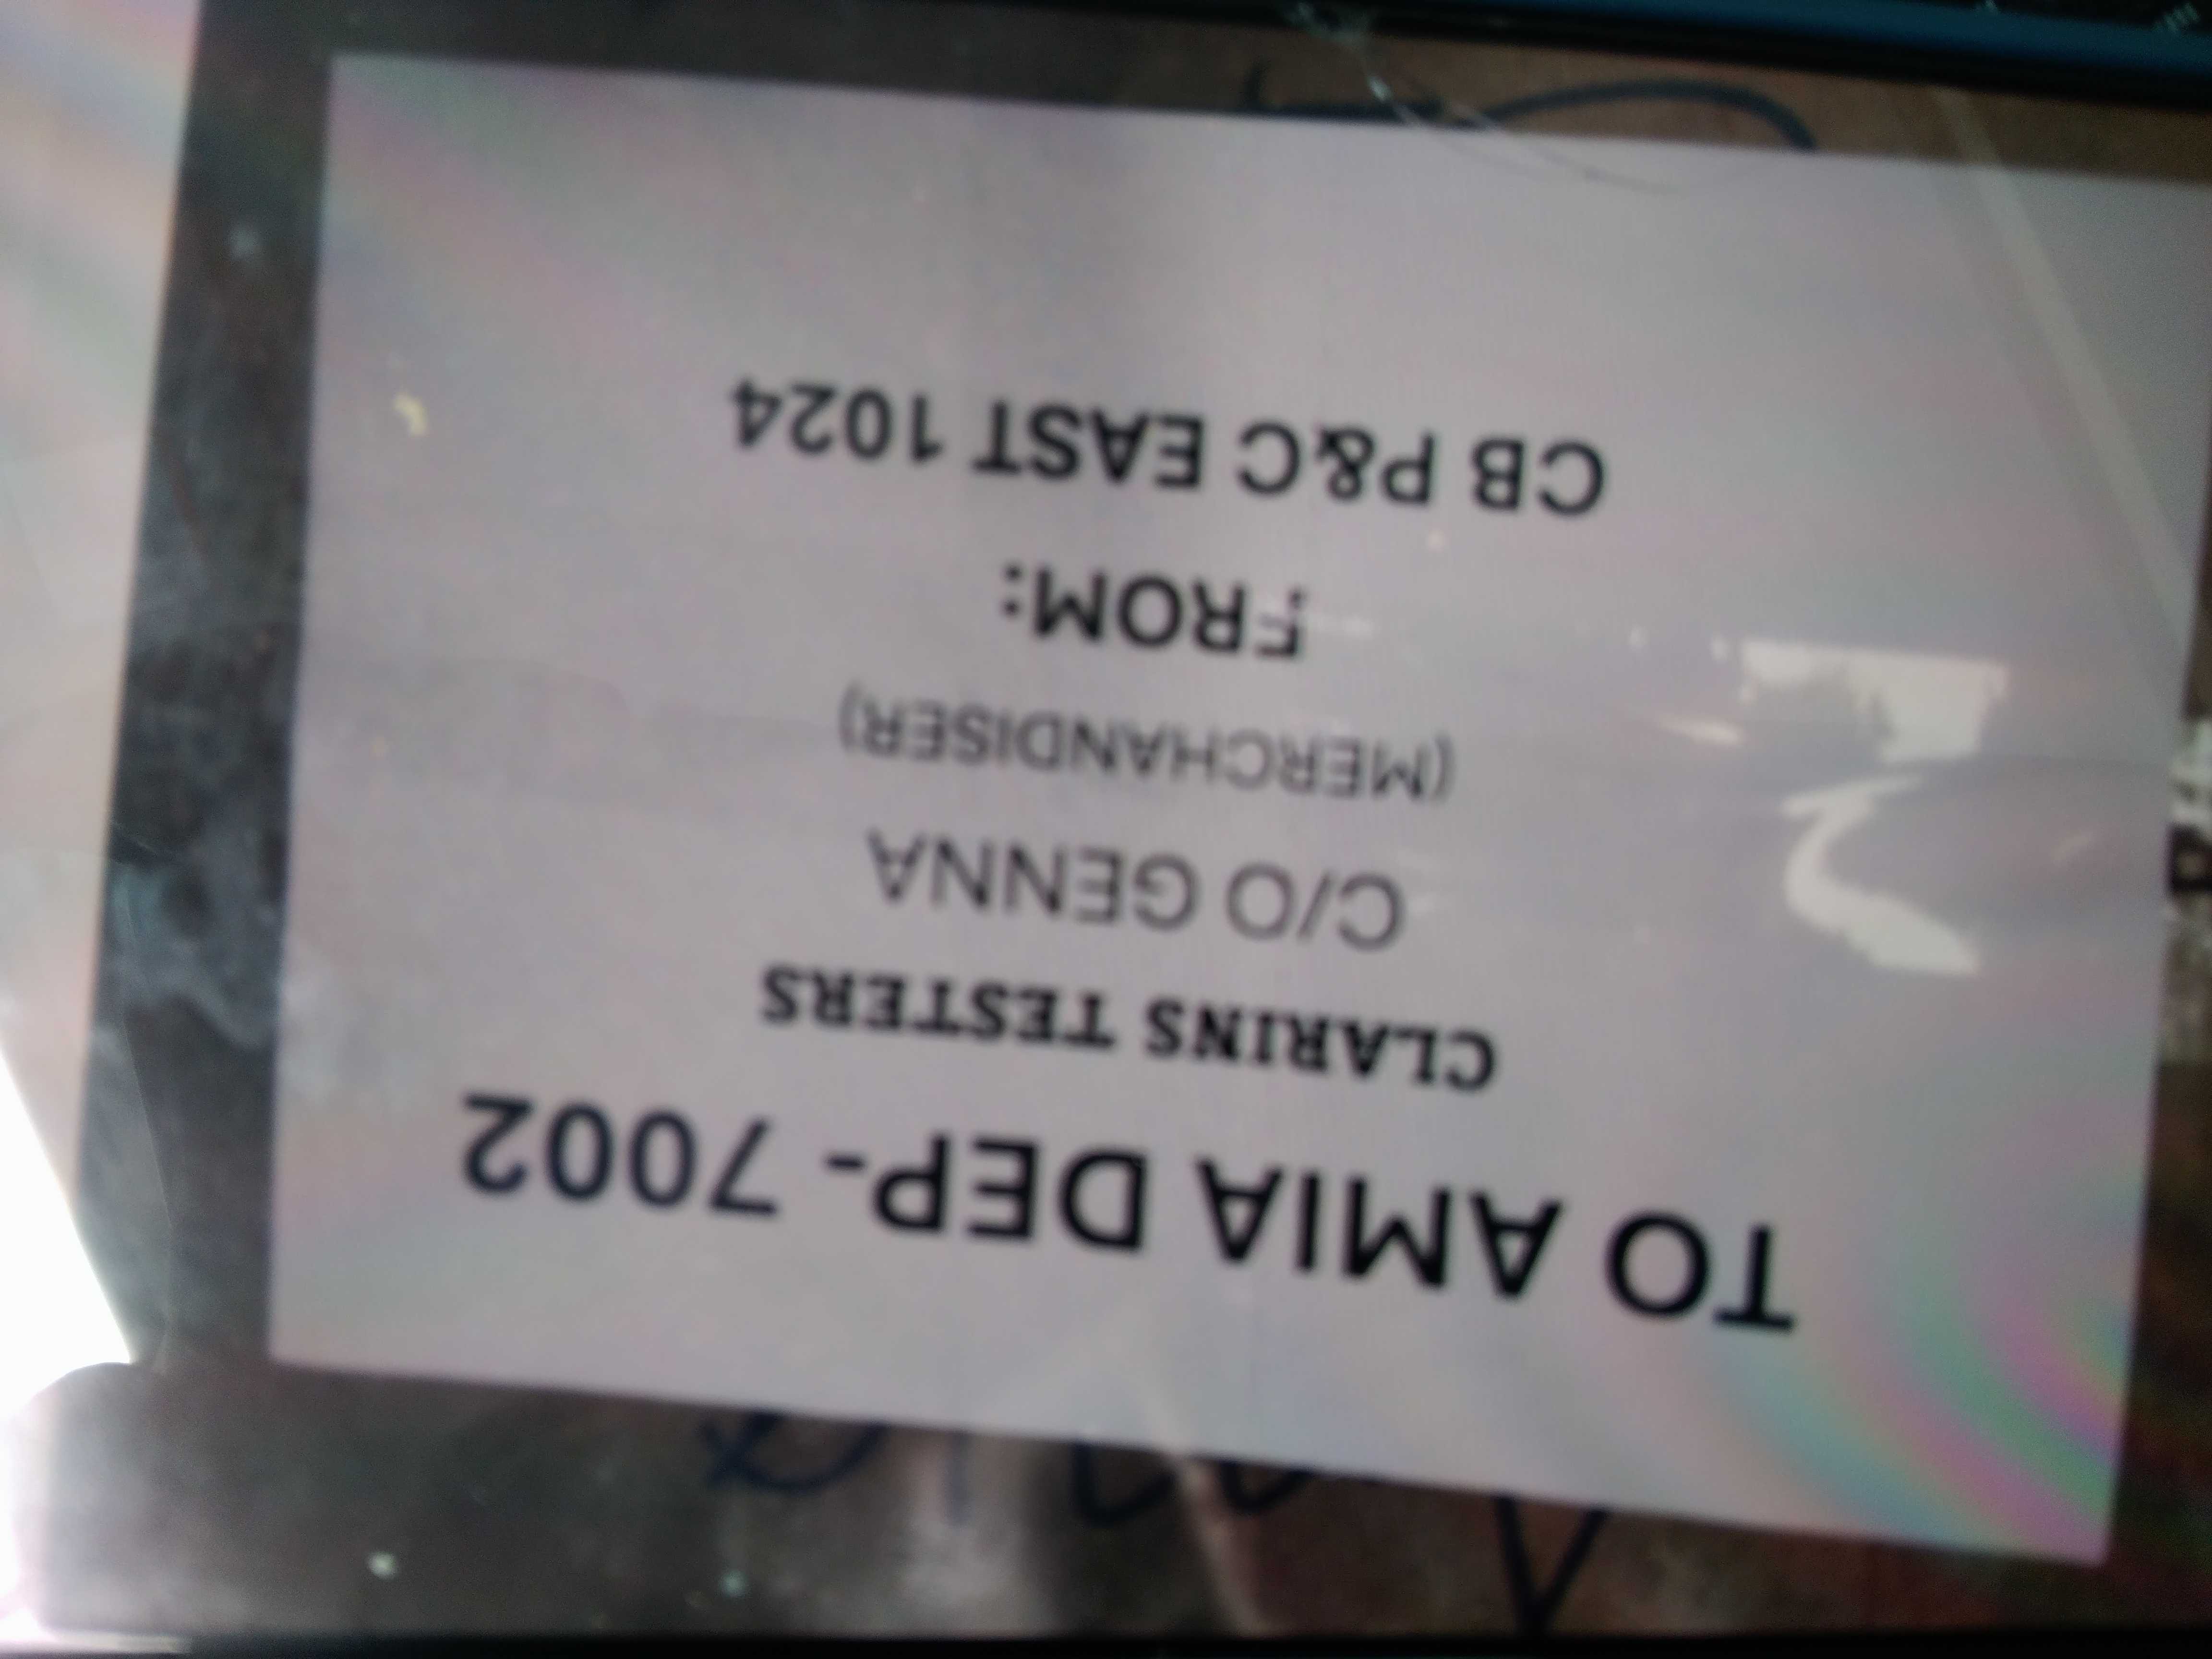 TO AMIA DEP- 7002
CLARINS TESTERS
C/O GENNA
(MERCHANDISER)
FROM:
CB P&C EAST 1024